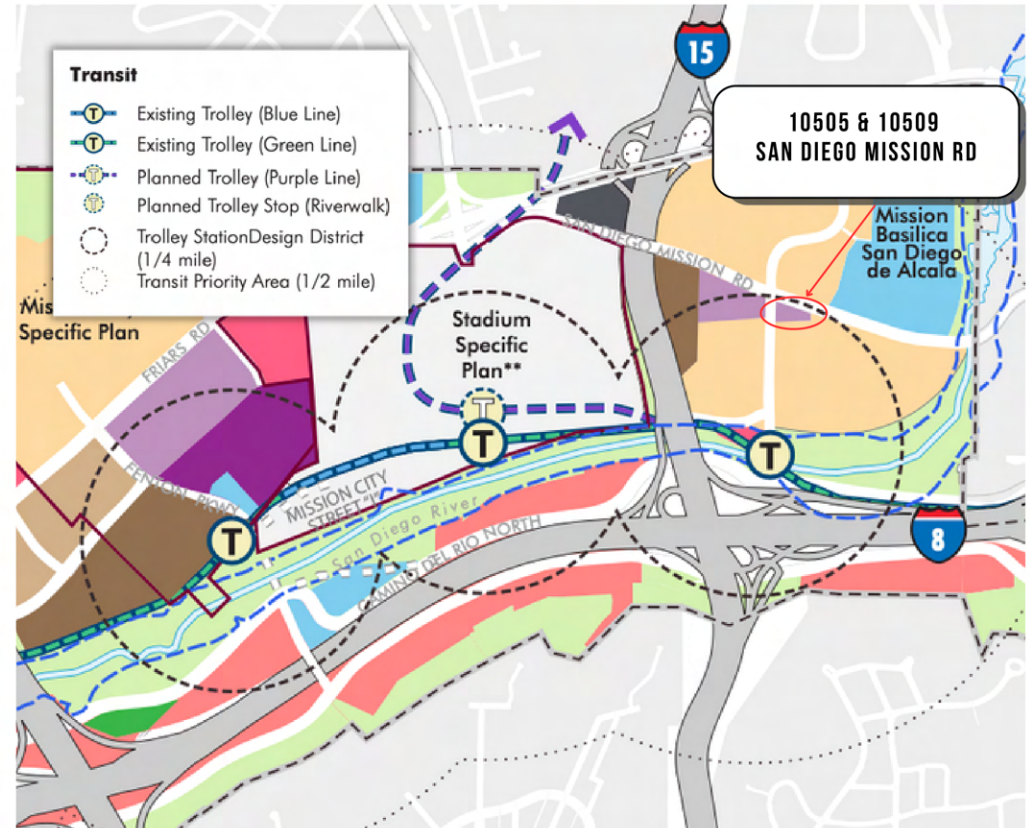 Transit
T Existing Trolley (Blue Line)
T Existing Trolley (Green Line)
T Planned Trolley (Purple Line)
T Planned Trolley Stop (Riverwalk)
Trolley StationDesign District
(1/4 mile)
Transit Priority Area (1/2 mile)
15
10505 & 10509
SAN DIEGO MISSION RD
SAN DIEGO MISSION RD
Mission
Basilica
San Diego
de Alcala
Specific Plan
FRIARS RD
Stadium
Specific
Plan**
T
T
T
T
FENTON PKWY
MISSION CITY
STREET "I"
San Diego River
CAMINO DEL RIO NORTH
8